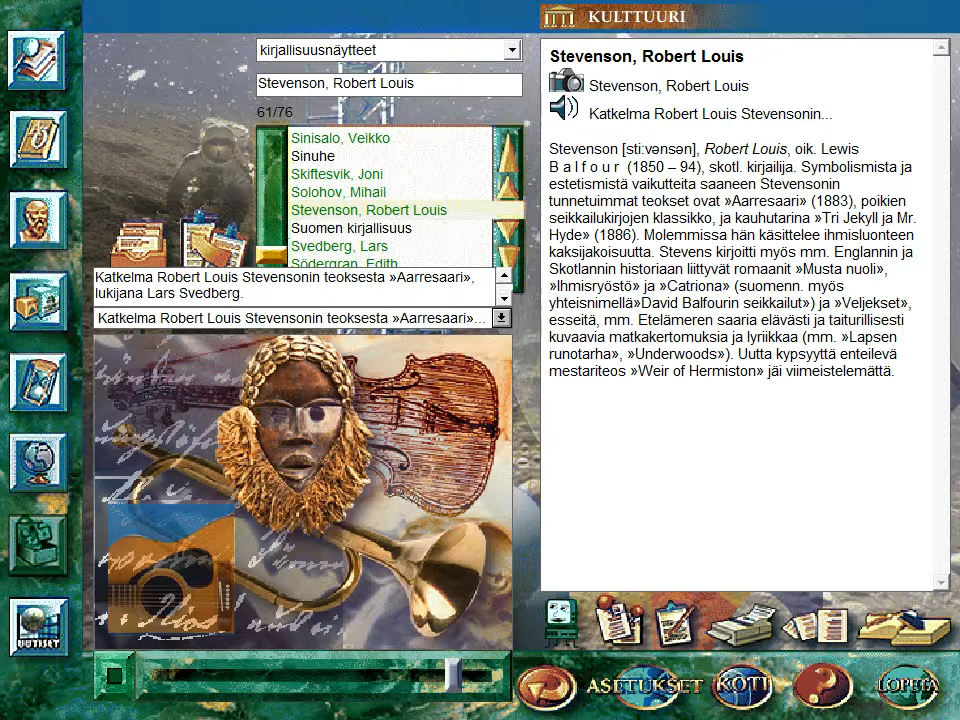 KULTTUURI
kirjallisuusnäytteet
Stevenson, Robert Louis
61/76
Sinisalo, Veikko
Sinuhe
Skiftesvik, Joni
Solohov, Mihail
Stevenson, Robert Louis
Suomen kirjallisuus
Svedberg, Lars
Södergran, Edith
Katkelma Robert Louis Stevensonin teoksesta »Aarresaari»,
lukijana Lars Svedberg.
Katkelma Robert Louis Stevensonin teoksesta »Aarresaari»...
Stevenson, Robert Louis
Stevenson, Robert Louis
Katkelma Robert Louis Stevensonin...
Stevenson [sti:vənsən], Robert Louis, oik. Lewis
B a l f o u r (1850 – 94), skotl. kirjailija. Symbolismista ja
estetismistä vaikutteita saaneen Stevensonin
tunnetuimmat teokset ovat »Aarresaari» (1883), poikien
seikkailukirjojen klassikko, ja kauhutarina »Tri Jekyll ja Mr.
Hyde» (1886). Molemmissa hän käsittelee ihmisluonteen
kaksijakoisuutta. Stevens kirjoitti myös mm. Englannin ja
Skotlannin historiaan liittyvät romaanit »Musta nuoli»,
»Ihmisryöstö» ja »Catriona» (suomenn. myös
yhteisnimellä»David Balfourin seikkailut») ja »Veljekset»,
esseitä, mm. Etelämeren saaria elävästi ja taiturillisesti
kuvaavia matkakertomuksia ja lyriikkaa (mm. »Lapsen
runotarha», »Underwoods»). Uutta kypsyyttä enteilevä
mestariteos »Weir of Hermiston» jäi viimeistelemättä.
UUTISET
ASETUKSET
KOTI
LOPETA